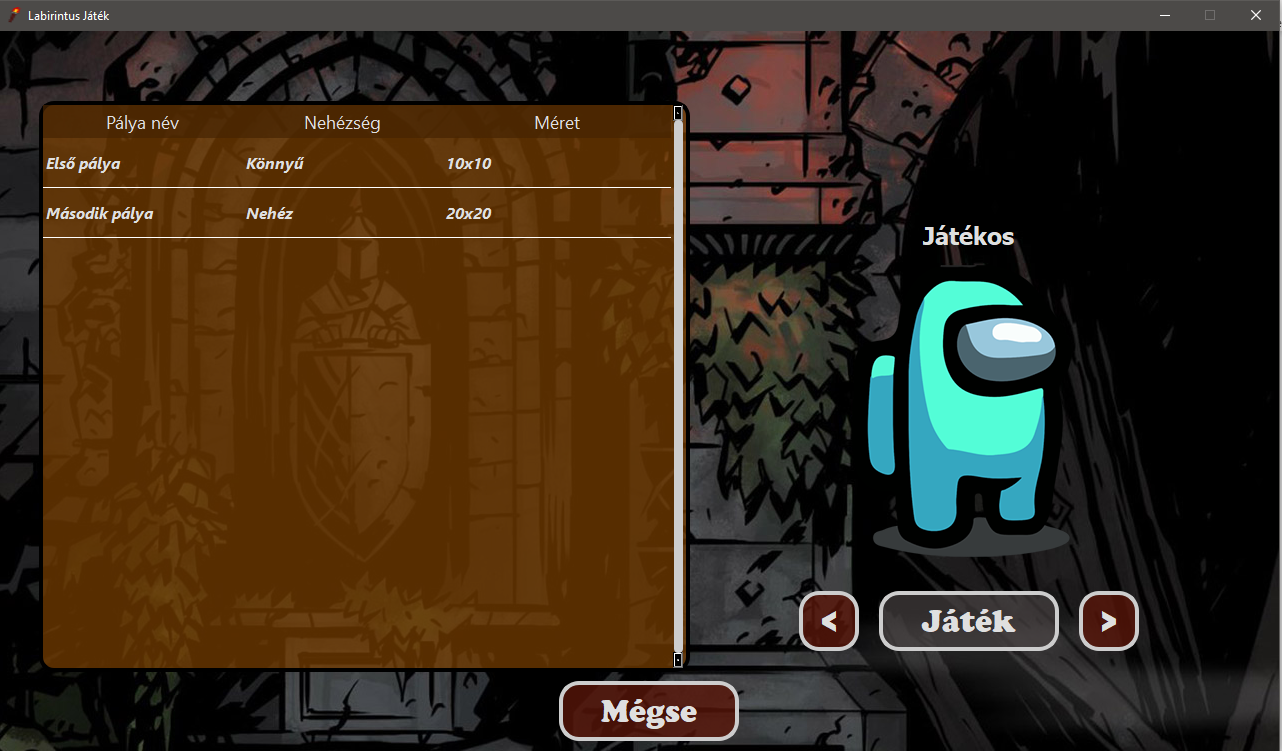 Labirintus Játék
Pálya név Nehézség Méret
Első pálya Könnyű 10x10
Második pálya Nehéz 20x20
Játékos
< Játék >
Mégse